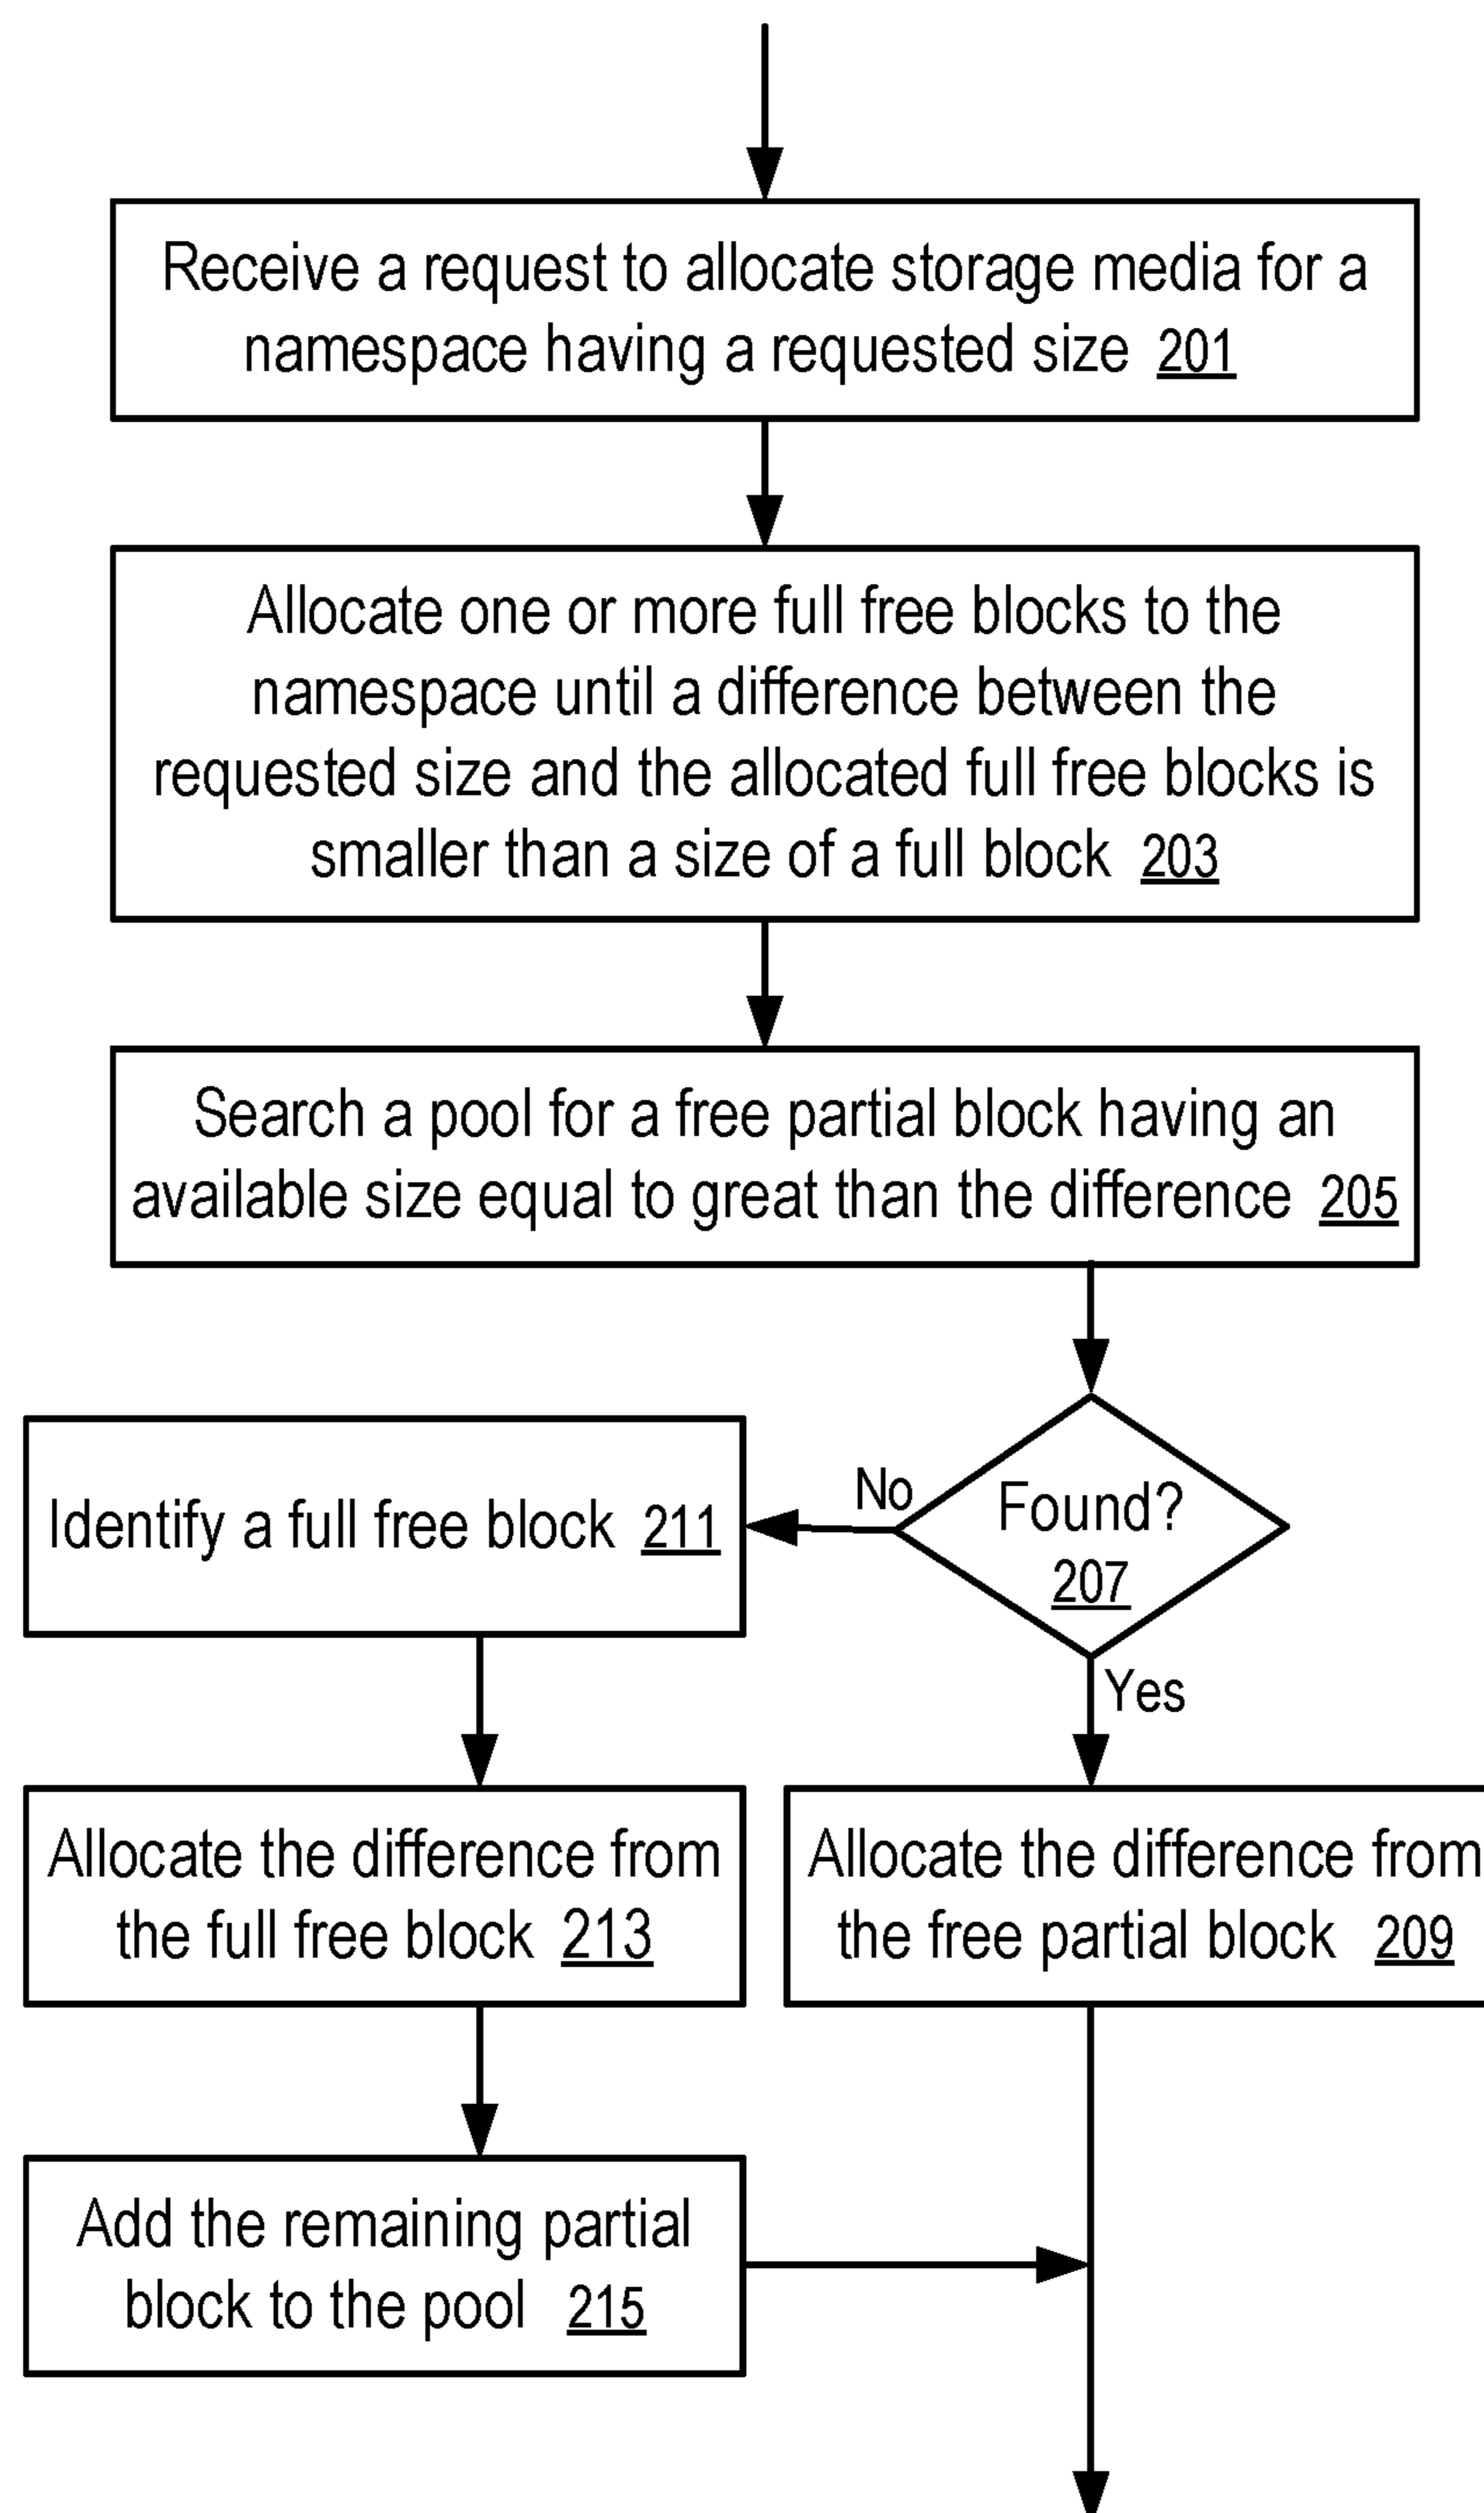 Receive a request to allocate storage media for a
namespace having a requested size 201
Allocate one or more full free blocks to the
namespace until a difference between the
requested size and the allocated full free blocks is
smaller than a size of a full block 203
Search a pool for a free partial block having an
available size equal to great than the difference 205
Found?
207
No
Identify a full free block 211
Yes
Allocate the difference from
the full free block 213
Allocate the difference from
the free partial block 209
Add the remaining partial
block to the pool 215